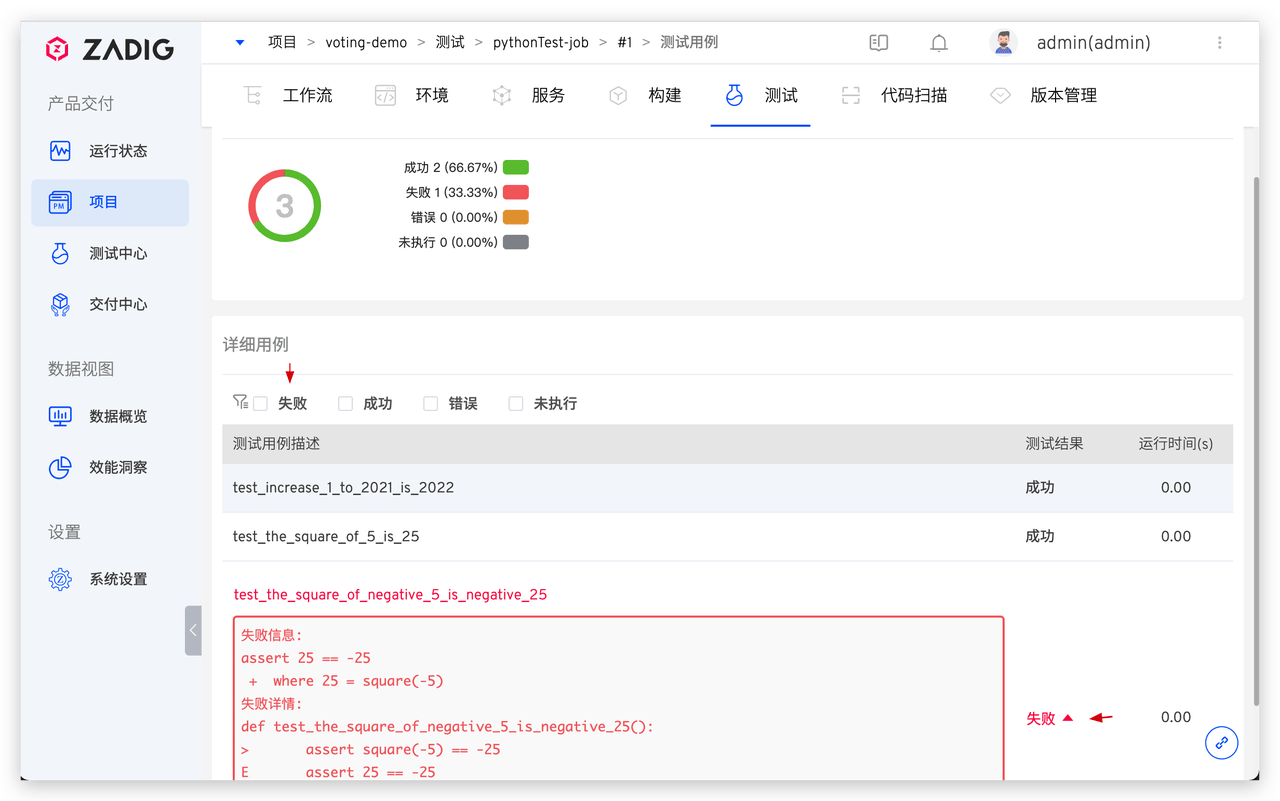 ZADIG
项目 > voting-demo > 测试 > pythonTest-job > #1 > 测试用例
admin(admin)
工作流 环境 服务 构建 测试 代码扫描 版本管理
产品交付
运行状态
项目
PM
测试中心
交付中心
数据视图
数据概览
效能洞察
设置
系统设置
3
成功 2 (66.67%)
失败 1 (33.33%)
错误 0 (0.00%)
未执行 0 (0.00%)
详细用例
失败 成功 错误 未执行
测试用例描述 测试结果 运行时间(s)
test_increase_1_to_2021_is_2022 成功 0.00
test_the_square_of_5_is_25 成功 0.00
test_the_square_of_negative_5_is_negative_25
失败信息:
assert 25 == -25
+  where 25 = square(-5)
失败详情:
def test_the_square_of_negative_5_is_negative_25():
>       assert square(-5) == -25
E       assert 25 == -25
失败 0.00